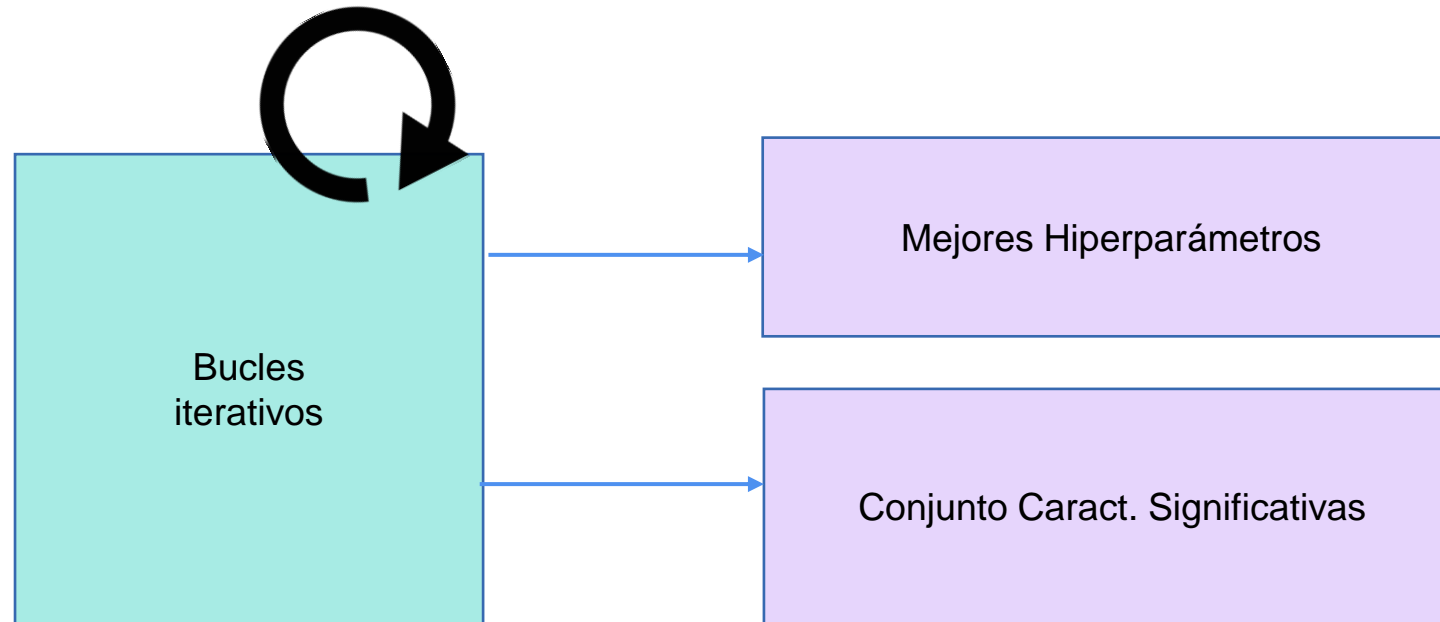 Mejores Hiperparámetros
Bucles
iterativos
Conjunto Caract. Significativas